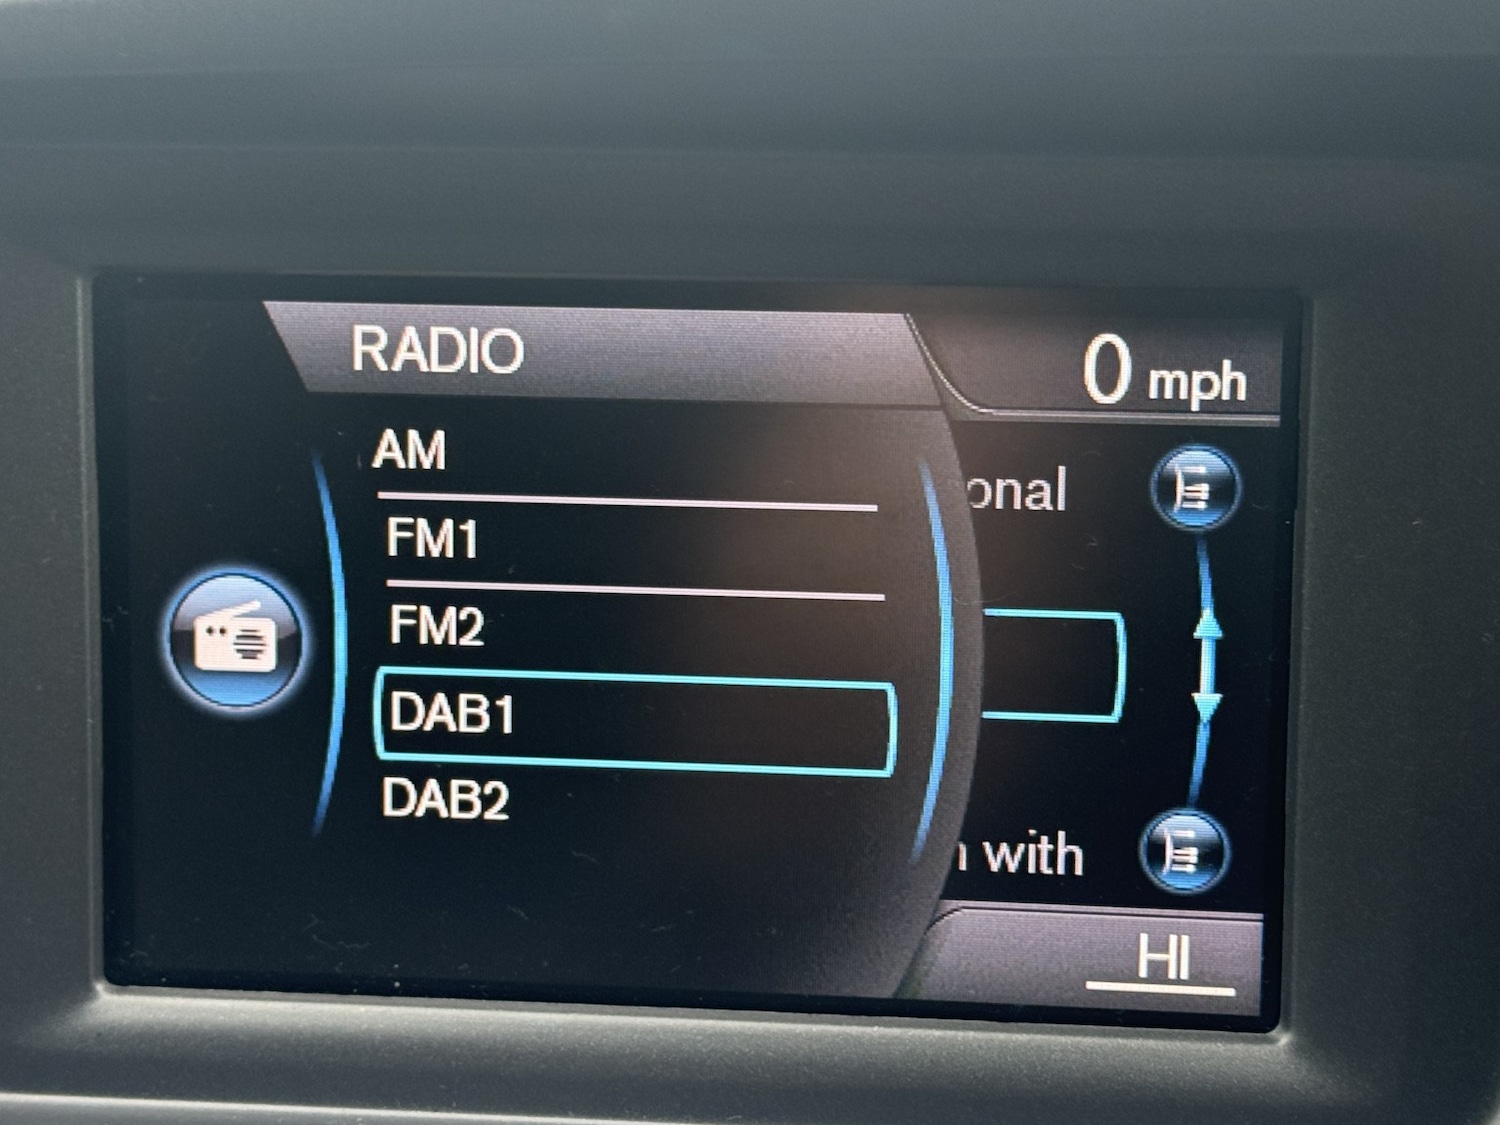 RADIO
0 mph
AM
onal
FM1
FM2
DAB1
DAB2
with
HI